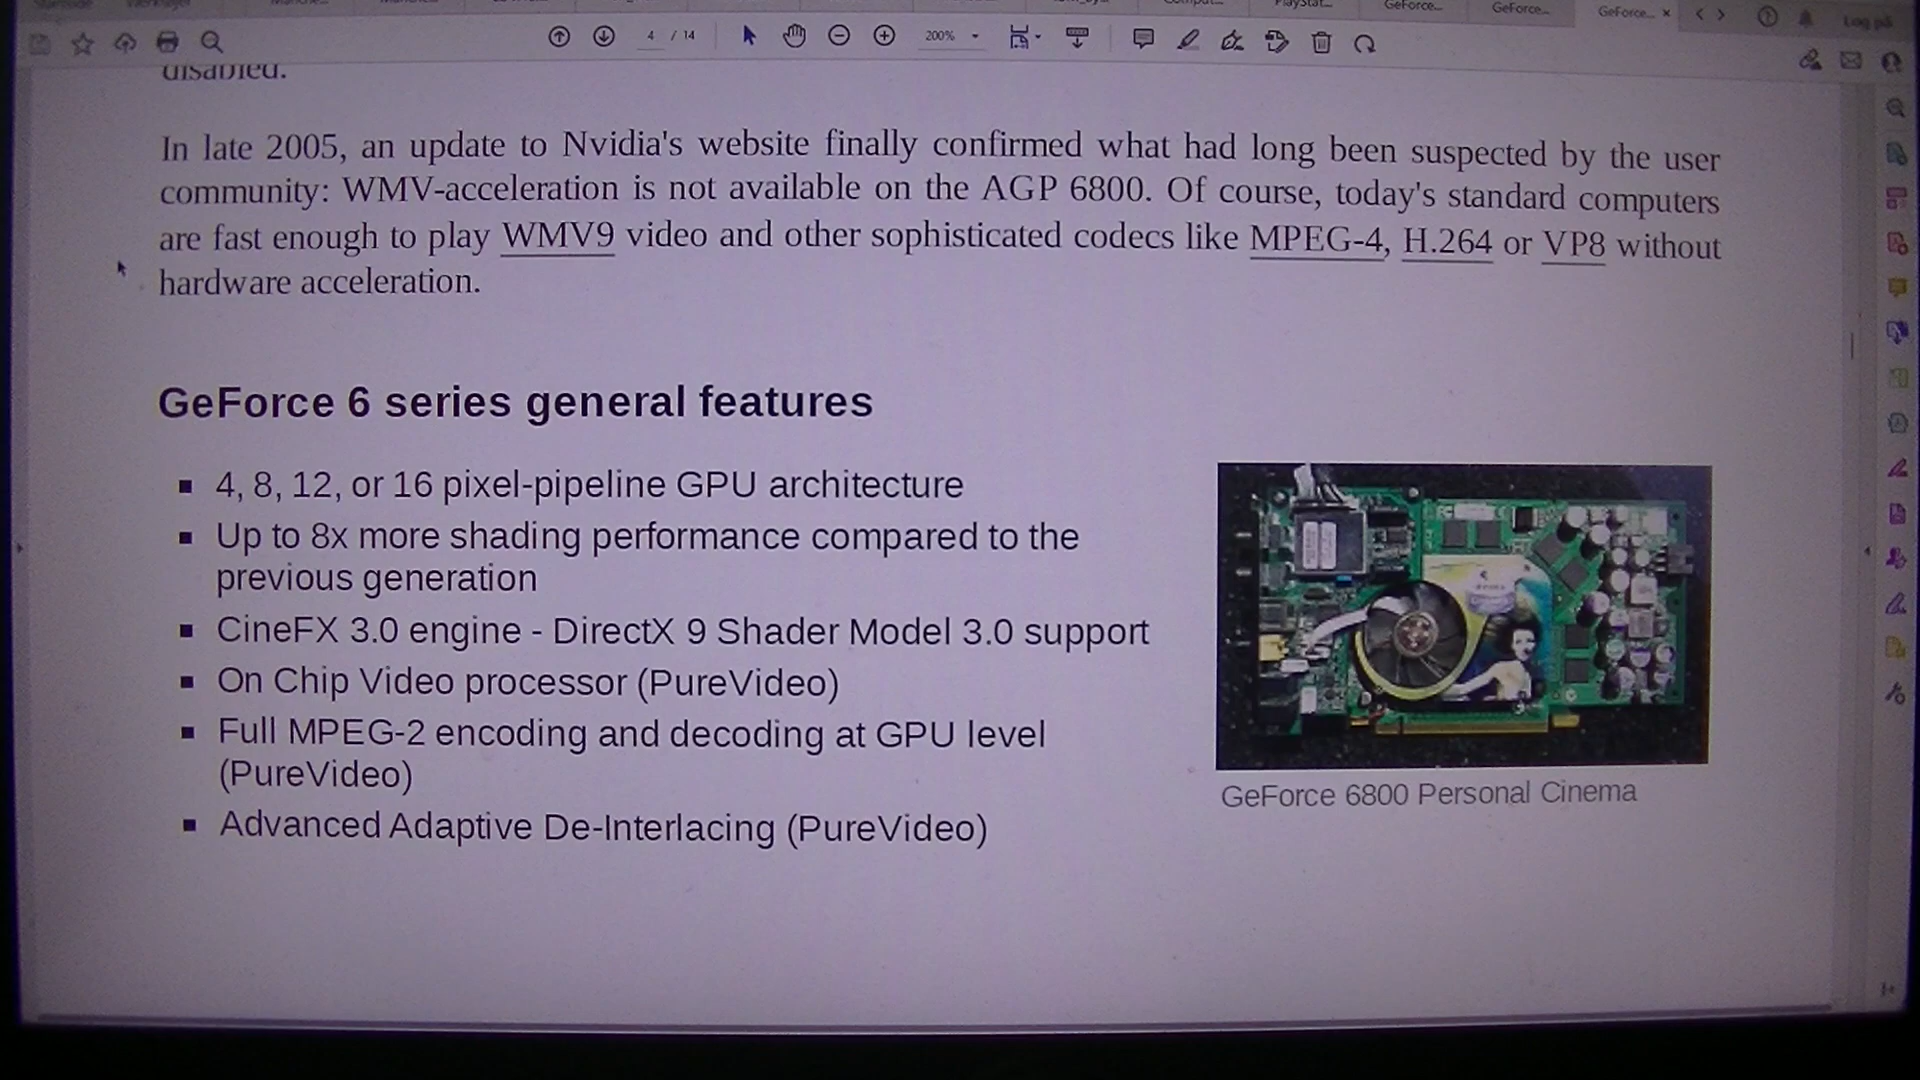 GeForce...
GeForce...
GeForce...
Log på
4 / 14
200%
disabled.
In late 2005, an update to Nvidia's website finally confirmed what had long been suspected by the user
community: WMV-acceleration is not available on the AGP 6800. Of course, today's standard computers
are fast enough to play WMV9 video and other sophisticated codecs like MPEG-4, H.264 or VP8 without
hardware acceleration.
GeForce 6 series general features
▪ 4, 8, 12, or 16 pixel-pipeline GPU architecture
▪ Up to 8x more shading performance compared to the
previous generation
▪ CineFX 3.0 engine - DirectX 9 Shader Model 3.0 support
▪ On Chip Video processor (PureVideo)
▪ Full MPEG-2 encoding and decoding at GPU level
(PureVideo)
▪ Advanced Adaptive De-Interlacing (PureVideo)
GeForce 6800 Personal Cinema